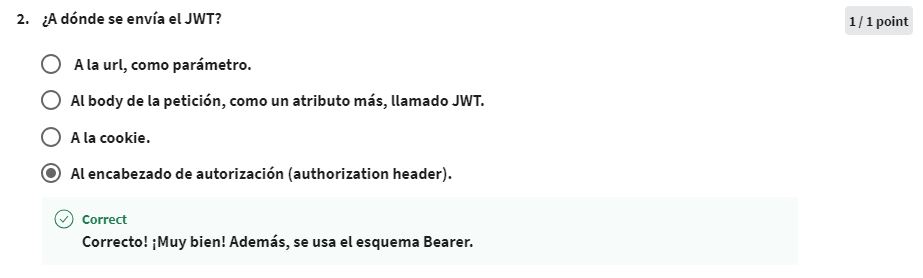 2. ¿A dónde se envía el JWT?
1 / 1 point
A la url, como parámetro.
Al body de la petición, como un atributo más, llamado JWT.
A la cookie.
Al encabezado de autorización (authorization header).
Correct
Correcto! ¡Muy bien! Además, se usa el esquema Bearer.